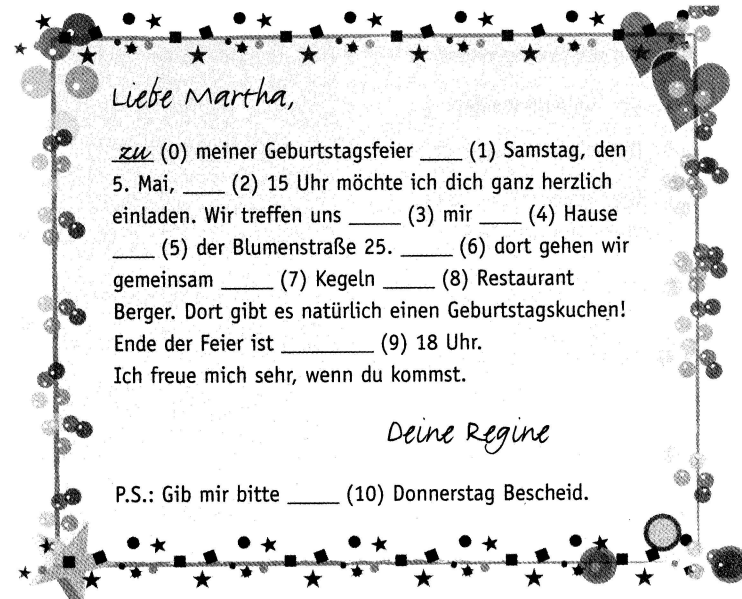 Liebe Martha,
zu (0) meiner Geburtstagsfeier ____ (1) Samstag, den
5. Mai, ____ (2) 15 Uhr möchte ich dich ganz herzlich
einladen. Wir treffen uns _____ (3) mir ____ (4) Hause
____ (5) der Blumenstraße 25. _____ (6) dort gehen wir
gemeinsam _____ (7) Kegeln _____ (8) Restaurant
Berger. Dort gibt es natürlich einen Geburtstagskuchen!
Ende der Feier ist _________ (9) 18 Uhr.
Ich freue mich sehr, wenn du kommst.
Deine Regine
P.S.: Gib mir bitte _____ (10) Donnerstag Bescheid.